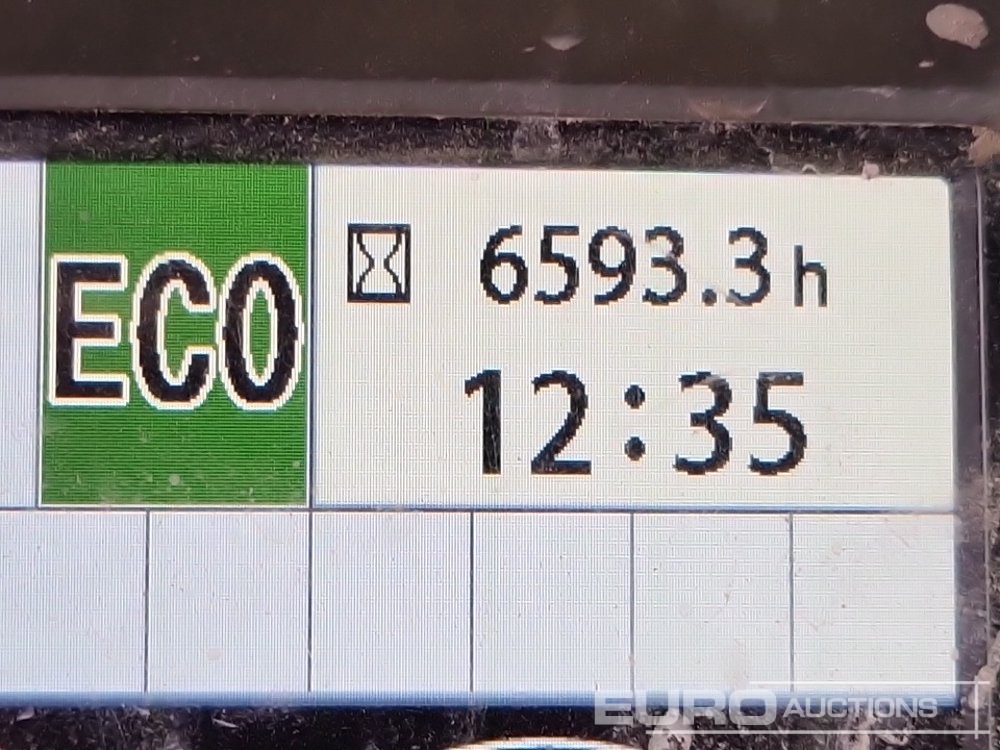 ECO
6593.3 h
12:35
EURO AUCTIONS